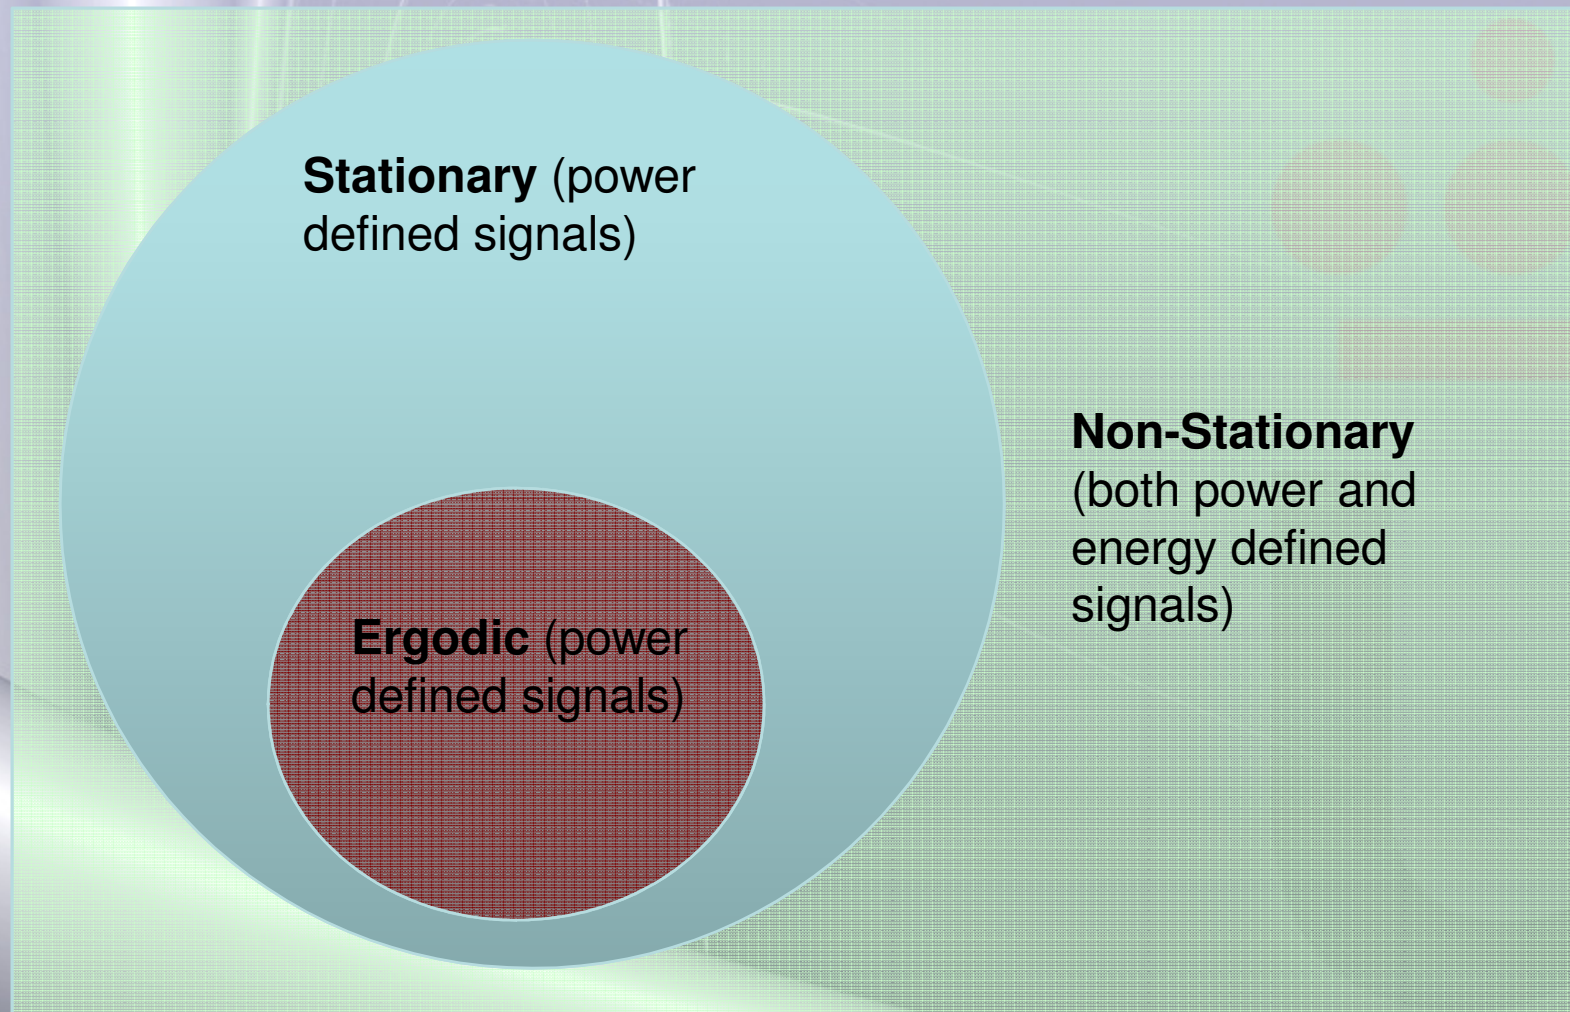 Stationary (power
defined signals)
Non-Stationary
(both power and
energy defined
signals)
Ergodic (power
defined signals)